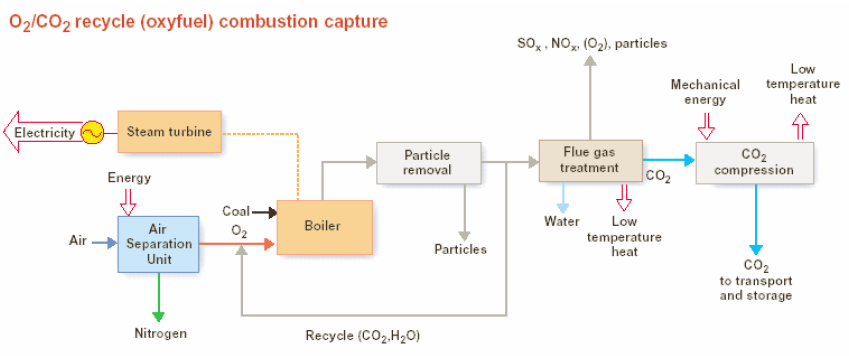 O₂/CO₂ recycle (oxyfuel) combustion capture
SOₓ , NOₓ, (O₂), particles
Mechanical
energy
Low
temperature
heat
Electricity
Steam turbine
Particle
removal
Flue gas
treatment
CO₂
CO₂
compression
Energy
Coal
O₂
Boiler
Air
Air
Separation
Unit
Particles
Water
Low
temperature
heat
CO₂
to transport
and storage
Nitrogen
Recycle (CO₂,H₂O)